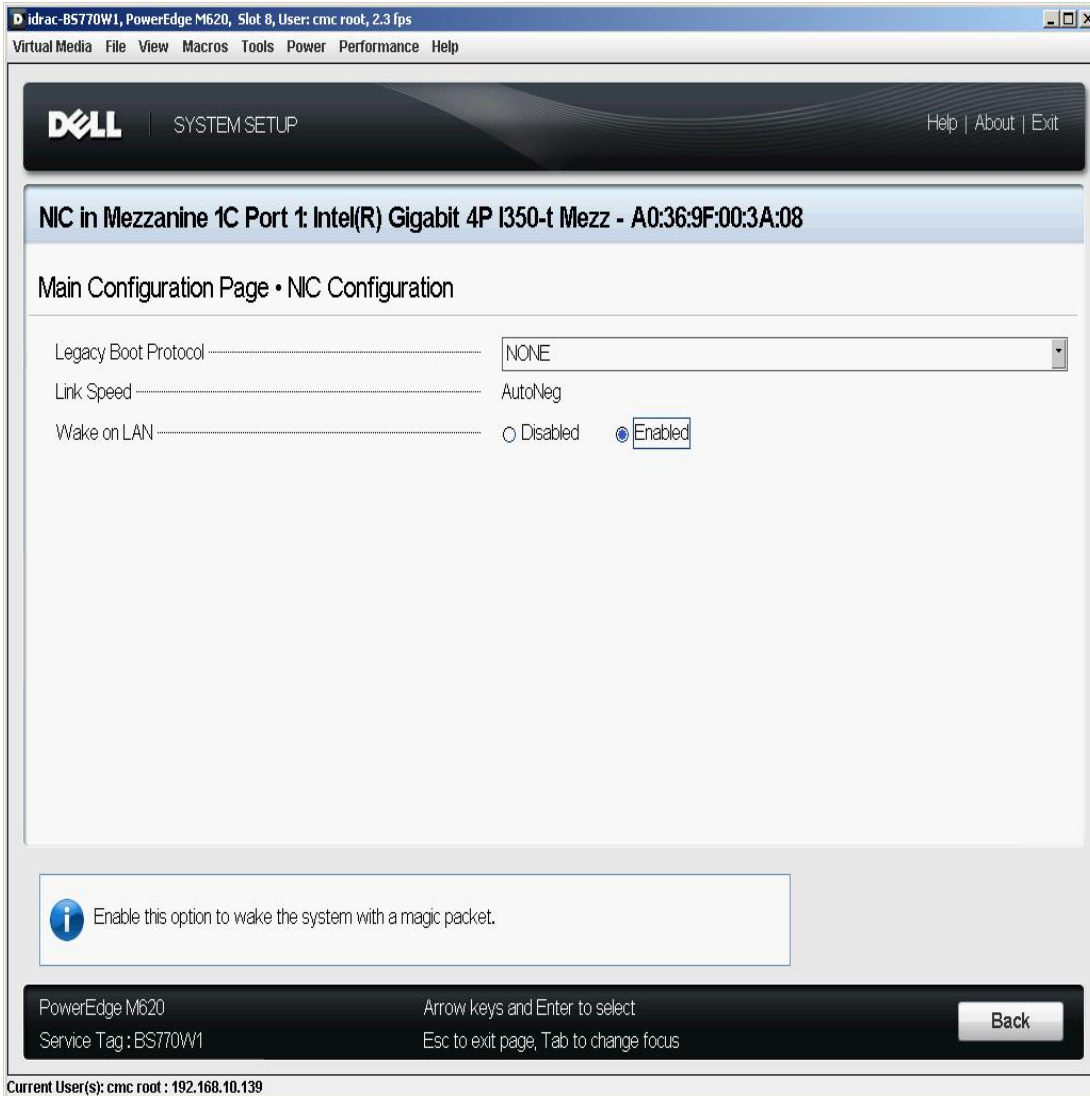 idrac-BS770W1, PowerEdge M620, Slot 8, User: cmc root, 2.3 fps
Virtual Media File View Macros Tools Power Performance Help
DELL SYSTEM SETUP Help | About | Exit
NIC in Mezzanine 1C Port 1: Intel(R) Gigabit 4P I350-t Mezz - A0:36:9F:00:3A:08
Main Configuration Page • NIC Configuration
Legacy Boot Protocol NONE
Link Speed AutoNeg
Wake on LAN Disabled Enabled
Enable this option to wake the system with a magic packet.
PowerEdge M620 Arrow keys and Enter to select
Service Tag : BS770W1 Esc to exit page, Tab to change focus
Back
Current User(s): cmc root : 192.168.10.139